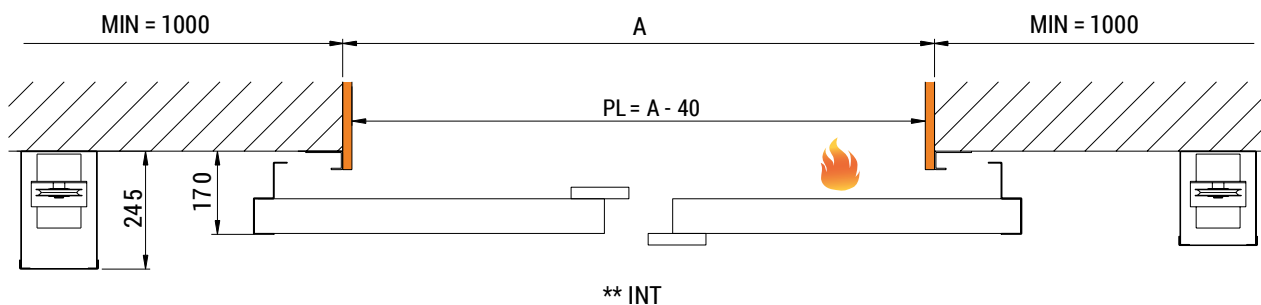 MIN = 1000
A
MIN = 1000
PL = A - 40
245
170
** INT